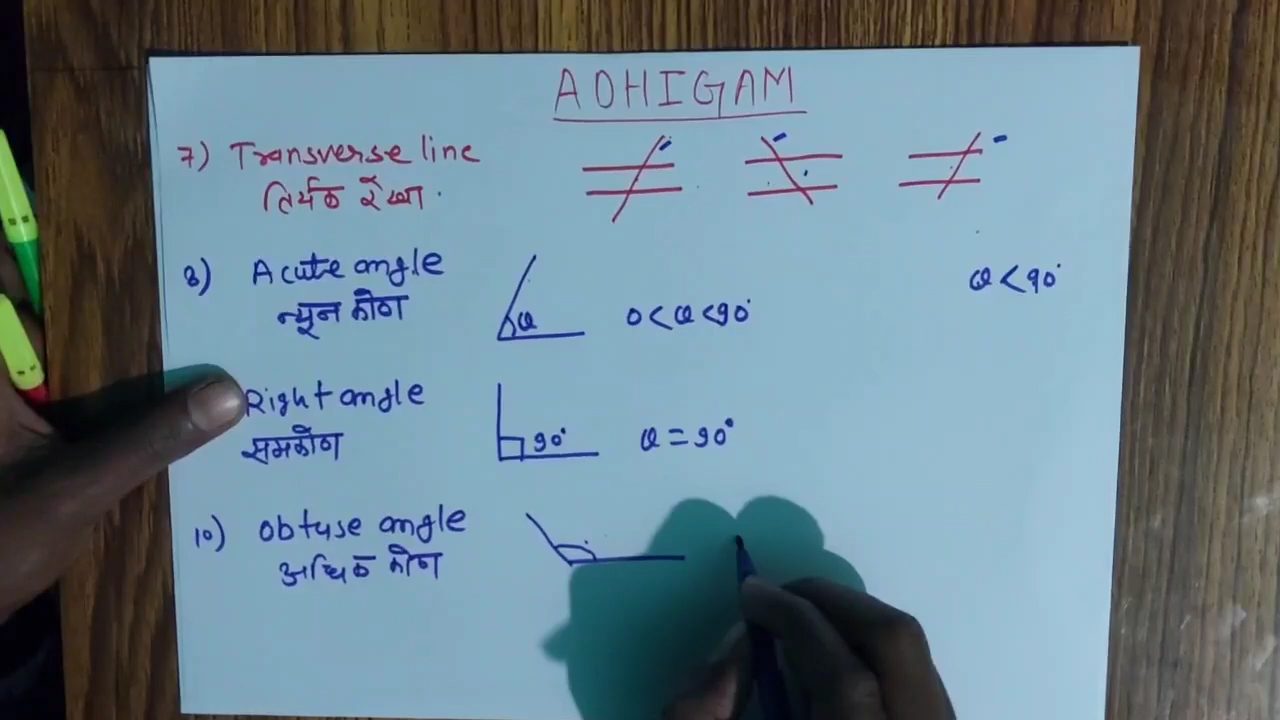 ADHIGAM
7) Transverse line
तिर्यक रेखा
8) Acute angle
θ < 90°
न्यून कोण
θ
0 < θ < 90°
Right angle
समकोण
90°
θ = 90°
10) Obtuse angle
अधिक कोण